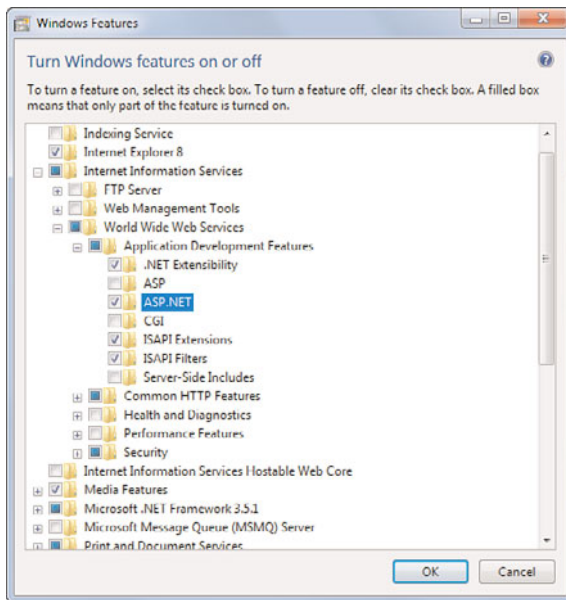 Windows Features
Turn Windows features on or off
To turn a feature on, select its check box. To turn a feature off, clear its check box. A filled box
means that only part of the feature is turned on.
Indexing Service
Internet Explorer 8
Internet Information Services
FTP Server
Web Management Tools
World Wide Web Services
Application Development Features
.NET Extensibility
ASP
ASP.NET
CGI
ISAPI Extensions
ISAPI Filters
Server-Side Includes
Common HTTP Features
Health and Diagnostics
Performance Features
Security
Internet Information Services Hostable Web Core
Media Features
Microsoft .NET Framework 3.5.1
Microsoft Message Queue (MSMQ) Server
Print and Document Services
OK
Cancel